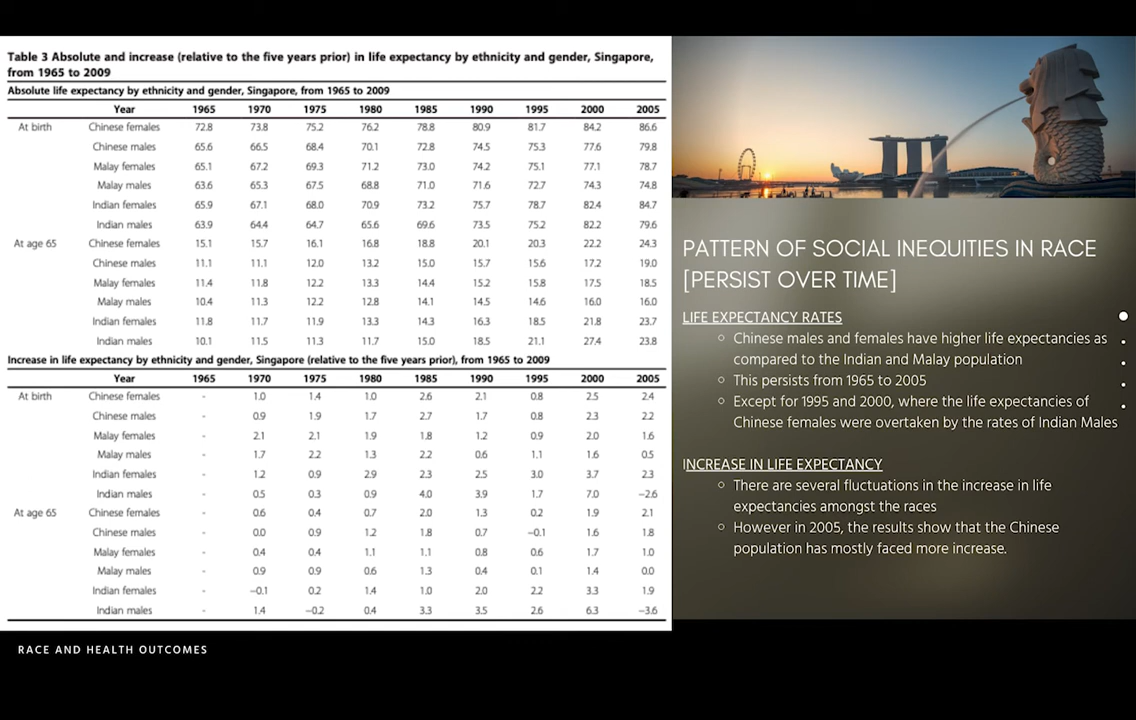 Table 3 Absolute and increase (relative to the five years prior) in life expectancy by ethnicity and gender, Singapore,
from 1965 to 2009
Absolute life expectancy by ethnicity and gender, Singapore, from 1965 to 2009
Year 1965 1970 1975 1980 1985 1990 1995 2000 2005
At birth Chinese females 72.8 73.8 75.2 76.2 78.8 80.9 81.7 84.2 86.6
Chinese males 65.6 66.5 68.4 70.1 72.8 74.5 75.3 77.6 79.8
Malay females 65.1 67.2 69.3 71.2 73.0 74.2 75.1 77.1 78.7
Malay males 63.6 65.3 67.5 68.8 71.0 71.6 72.7 74.3 74.8
Indian females 65.9 67.1 68.0 70.9 73.2 75.7 78.7 82.4 84.7
Indian males 63.9 64.4 64.7 65.6 69.6 73.5 75.2 82.2 79.6
At age 65 Chinese females 15.1 15.7 16.1 16.8 18.8 20.1 20.3 22.2 24.3
Chinese males 11.1 11.1 12.0 13.2 15.0 15.7 15.6 17.2 19.0
Malay females 11.4 11.8 12.2 13.3 14.4 15.2 15.8 17.5 18.5
Malay males 10.4 11.3 12.2 12.8 14.1 14.5 14.6 16.0 16.0
Indian females 11.8 11.7 11.9 13.3 14.3 16.3 18.5 21.8 23.7
Indian males 10.1 11.5 11.3 11.7 15.0 18.5 21.1 27.4 23.8
Increase in life expectancy by ethnicity and gender, Singapore (relative to the five years prior), from 1965 to 2009
Year 1965 1970 1975 1980 1985 1990 1995 2000 2005
At birth Chinese females - 1.0 1.4 1.0 2.6 2.1 0.8 2.5 2.4
Chinese males - 0.9 1.9 1.7 2.7 1.7 0.8 2.3 2.2
Malay females - 2.1 2.1 1.9 1.8 1.2 0.9 2.0 1.6
Malay males - 1.7 2.2 1.3 2.2 0.6 1.1 1.6 0.5
Indian females - 1.2 0.9 2.9 2.3 2.5 3.0 3.7 2.3
Indian males - 0.5 0.3 0.9 4.0 3.9 1.7 7.0 −2.6
At age 65 Chinese females - 0.6 0.4 0.7 2.0 1.3 0.2 1.9 2.1
Chinese males - 0.0 0.9 1.2 1.8 0.7 −0.1 1.6 1.8
Malay females - 0.4 0.4 1.1 1.1 0.8 0.6 1.7 1.0
Malay males - 0.9 0.9 0.6 1.3 0.4 0.1 1.4 0.0
Indian females - −0.1 0.2 1.4 1.0 2.0 2.2 3.3 1.9
Indian males - 1.4 −0.2 0.4 3.3 3.5 2.6 6.3 −3.6
PATTERN OF SOCIAL INEQUITIES IN RACE
[PERSIST OVER TIME]
LIFE EXPECTANCY RATES
Chinese males and females have higher life expectancies as
compared to the Indian and Malay population
This persists from 1965 to 2005
Except for 1995 and 2000, where the life expectancies of
Chinese females were overtaken by the rates of Indian Males
INCREASE IN LIFE EXPECTANCY
There are several fluctuations in the increase in life
expectancies amongst the races
However in 2005, the results show that the Chinese
population has mostly faced more increase.
RACE AND HEALTH OUTCOMES